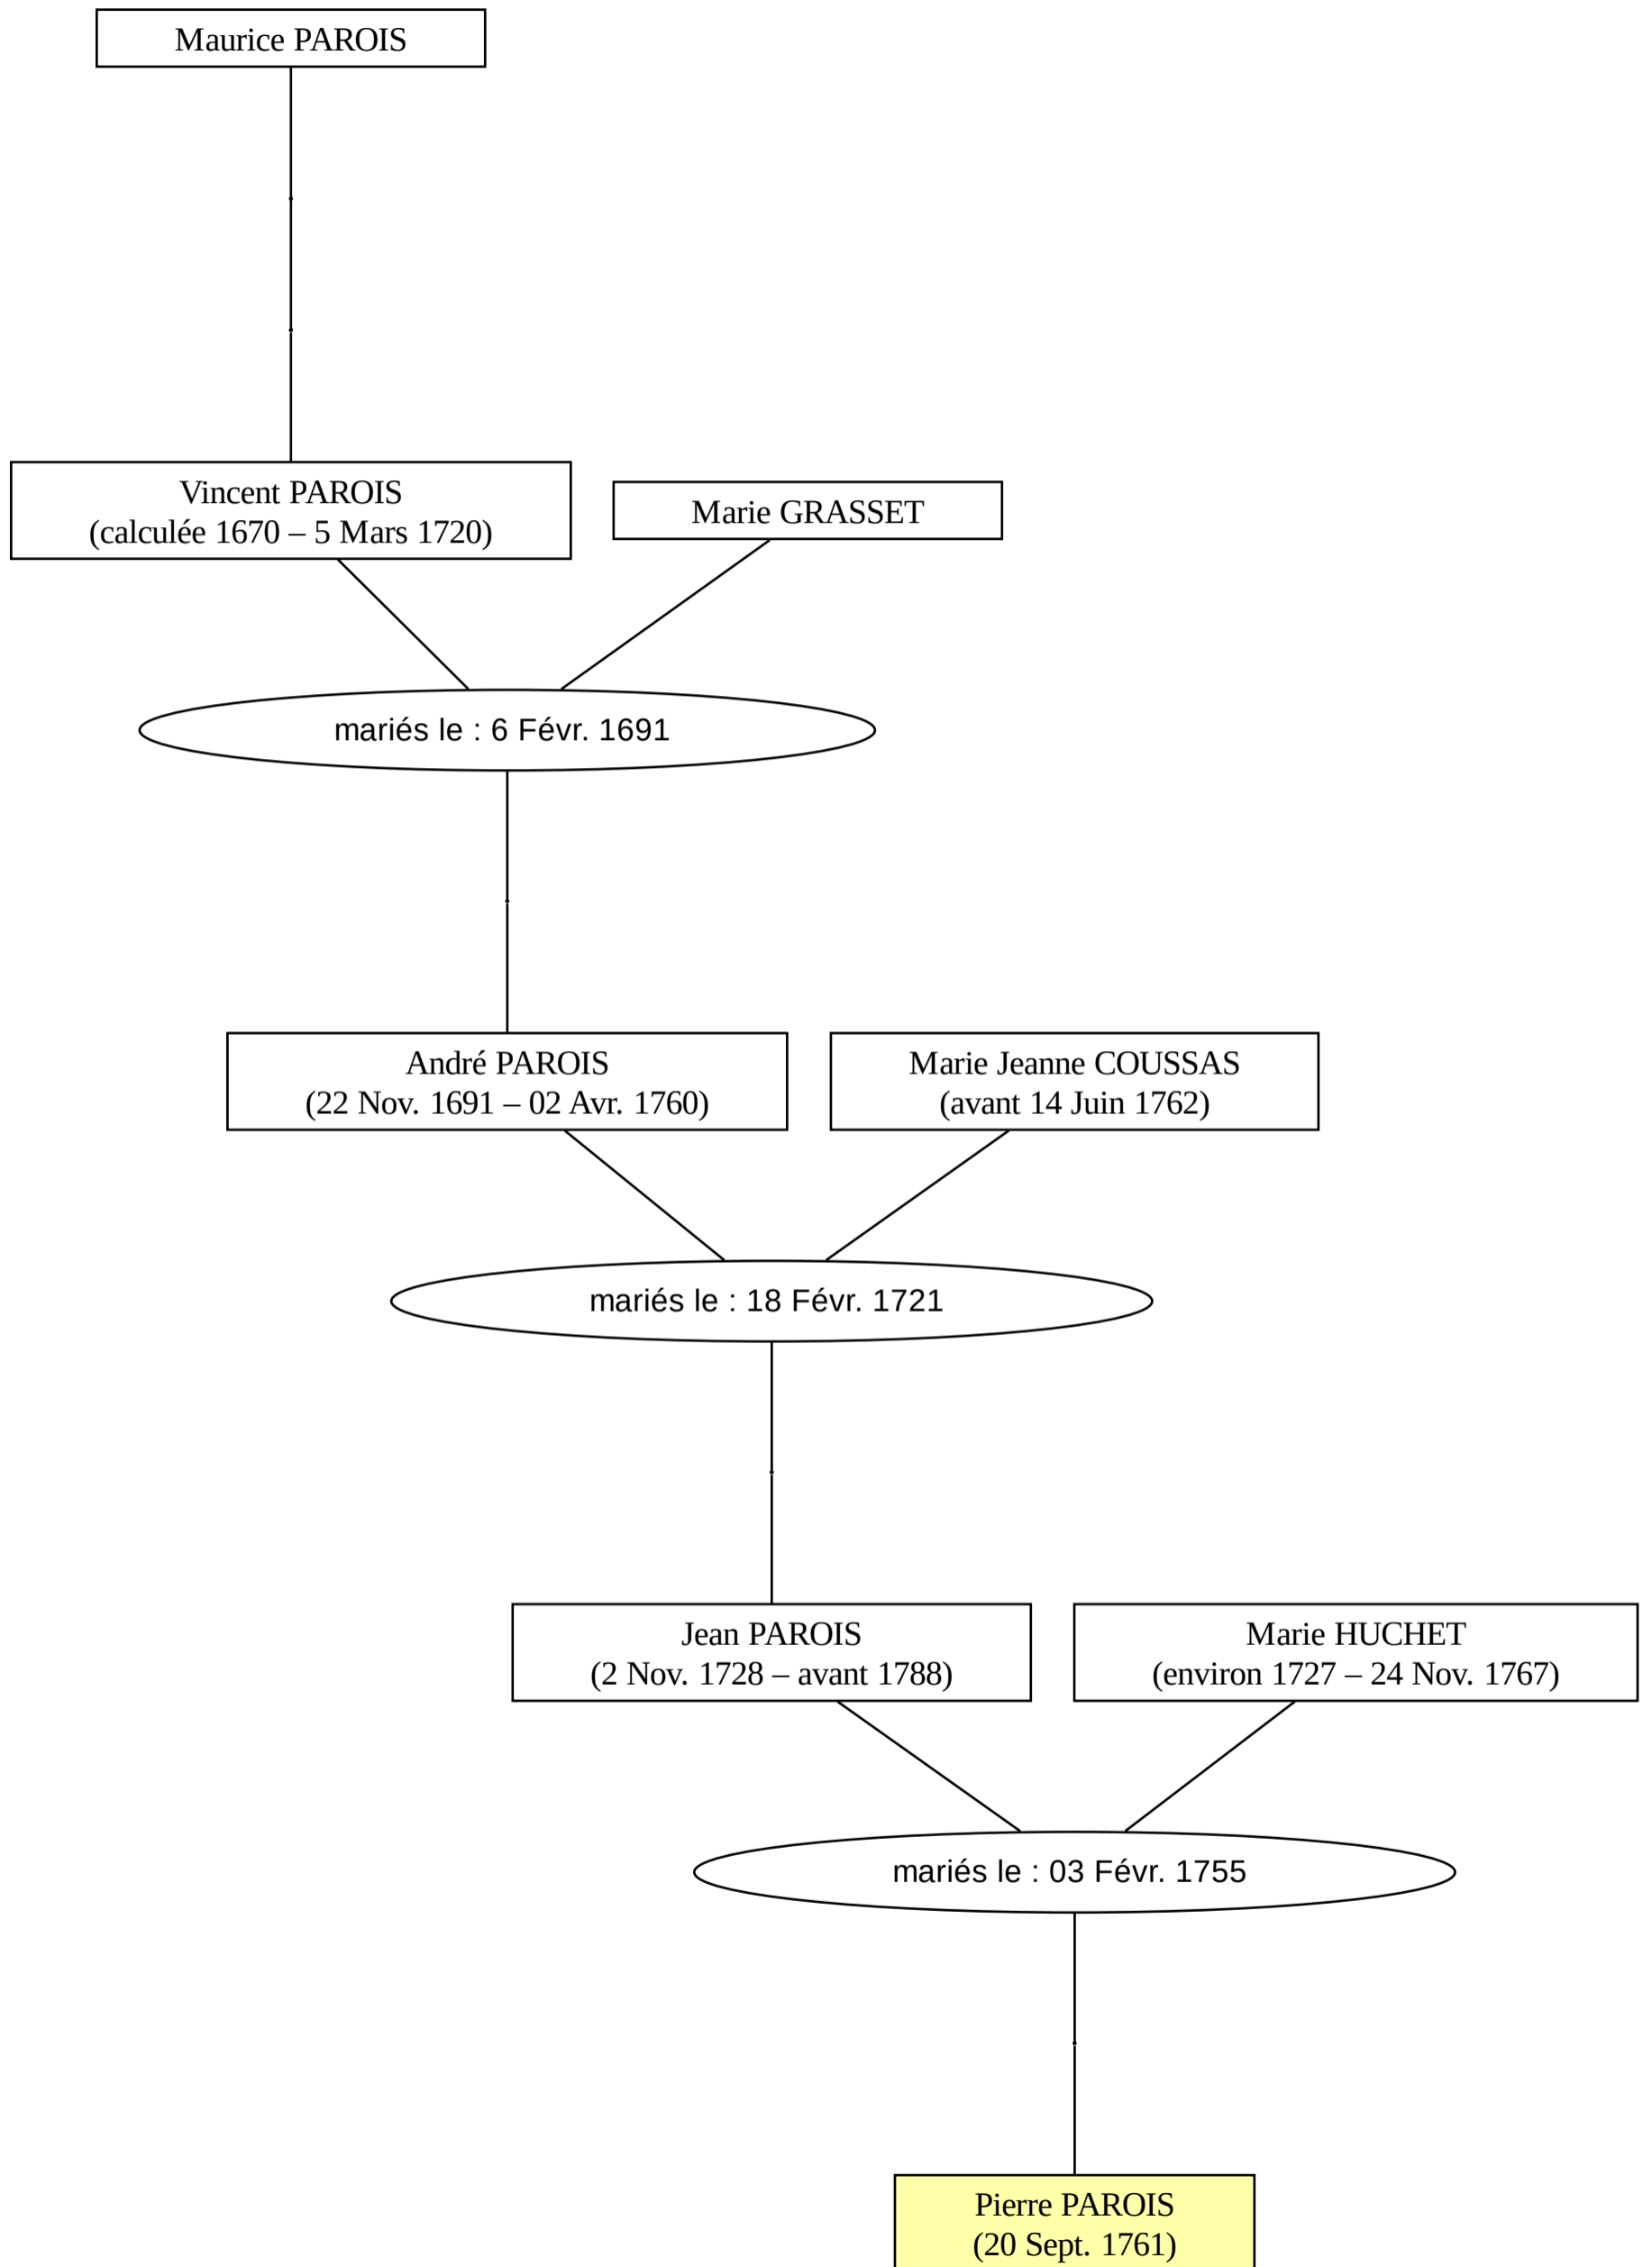 Maurice PAROIS
Vincent PAROIS
(calculée 1670 – 5 Mars 1720)
Marie GRASSET
mariés le : 6 Févr. 1691
André PAROIS
(22 Nov. 1691 – 02 Avr. 1760)
Marie Jeanne COUSSAS
(avant 14 Juin 1762)
mariés le : 18 Févr. 1721
Jean PAROIS
(2 Nov. 1728 – avant 1788)
Marie HUCHET
(environ 1727 – 24 Nov. 1767)
mariés le : 03 Févr. 1755
Pierre PAROIS
(20 Sept. 1761)